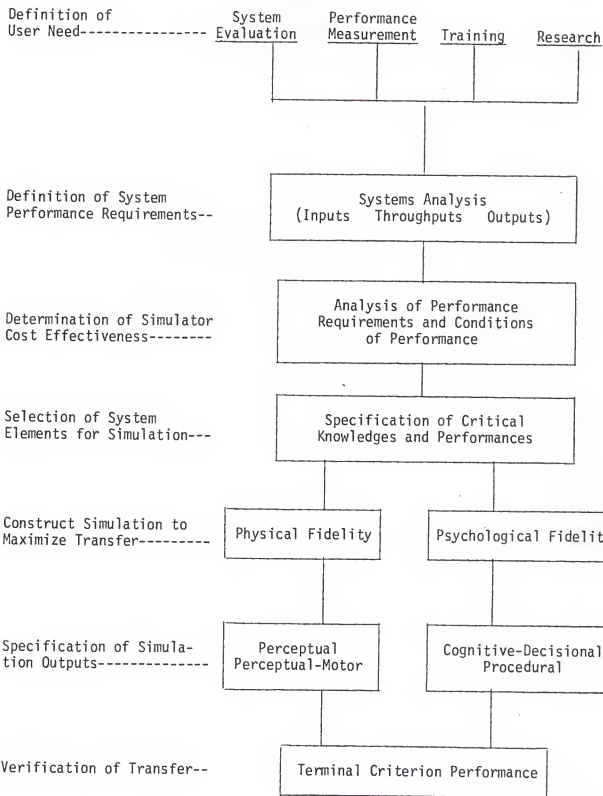 Definition of
User Need---------------
System
Evaluation
Performance
Measurement
Training
Research
Definition of System
Performance Requirements--
Systems Analysis
(Inputs Throughputs Outputs)
Determination of Simulator
Cost Effectiveness--------
Analysis of Performance
Requirements and Conditions
of Performance
Selection of System
Elements for Simulation---
Specification of Critical
Knowledges and Performances
Construct Simulation to
Maximize Transfer---------
Physical Fidelity
Psychological Fidelit
Specification of Simula-
tion Outputs--------------
Perceptual
Perceptual-Motor
Cognitive-Decisional
Procedural
Verification of Transfer--
Terminal Criterion Performance